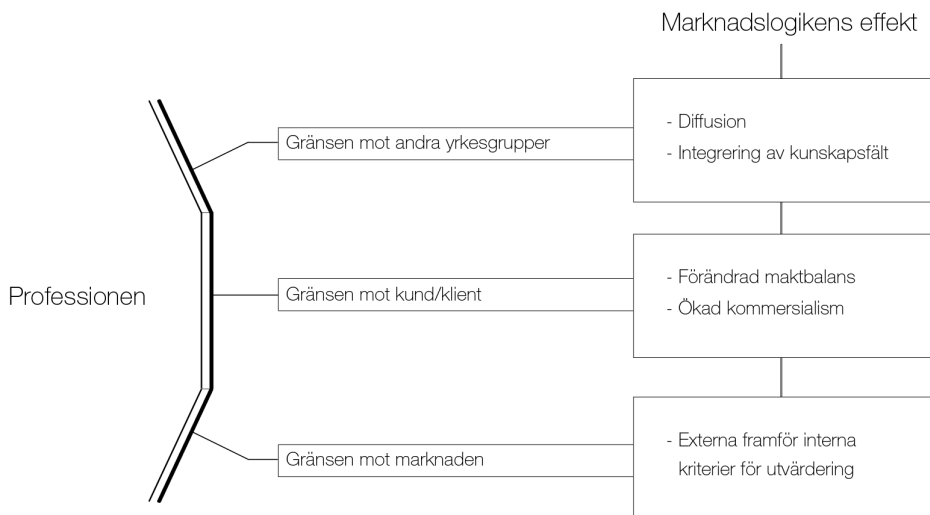 Marknadslogikens effekt
Professionen
Gränsen mot andra yrkesgrupper
- Diffusion
- Integrering av kunskapsfält
Gränsen mot kund/klient
- Förändrad maktbalans
- Ökad kommersialism
Gränsen mot marknaden
- Externa framför interna
kriterier för utvärdering